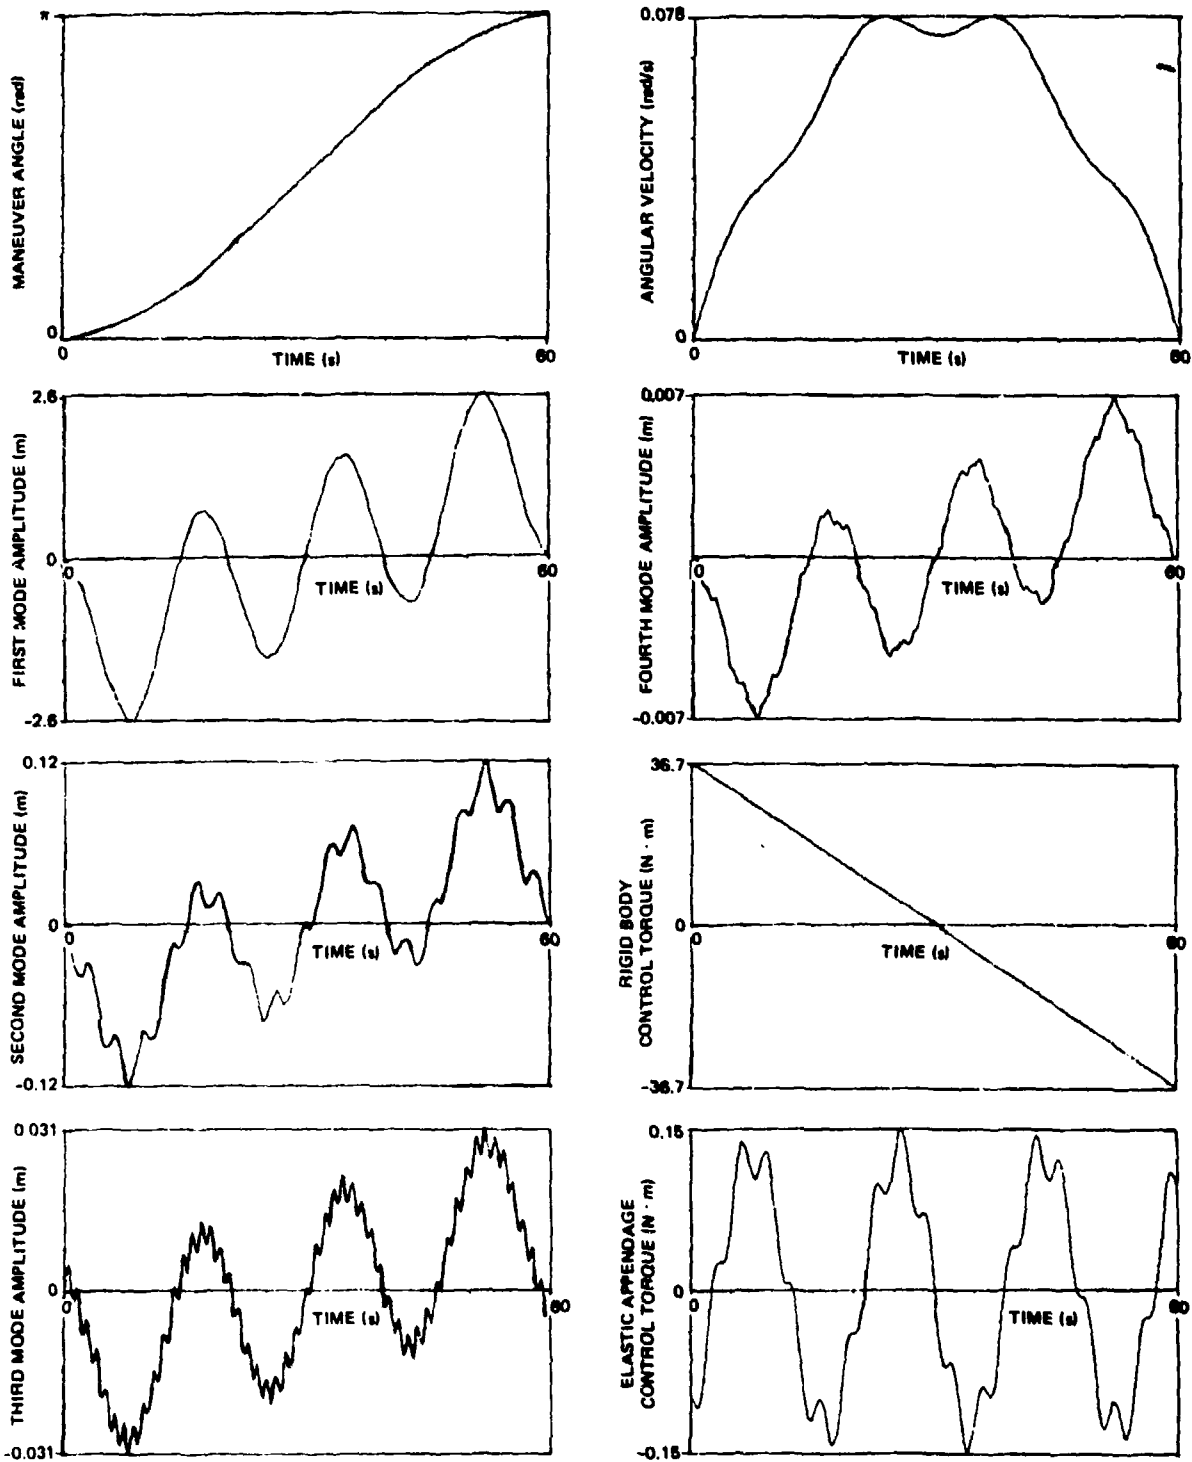 π
MANEUVER ANGLE (rad)
0
0
TIME (s)
60
0.078
ANGULAR VELOCITY (rad/s)
0
0
TIME (s)
60
2.6
FIRST MODE AMPLITUDE (m)
0
0
TIME (s)
60
-2.6
0.007
FOURTH MODE AMPLITUDE (m)
0
TIME (s)
60
-0.007
0.12
SECOND MODE AMPLITUDE (m)
0
0
TIME (s)
60
-0.12
36.7
RIGID BODY
CONTROL TORQUE (N · m)
0
0
TIME (s)
60
-36.7
0.031
THIRD MODE AMPLITUDE (m)
0
0
TIME (s)
60
-0.031
0.15
ELASTIC APPENDAGE
CONTROL TORQUE (N · m)
0
0
TIME (s)
60
-0.15